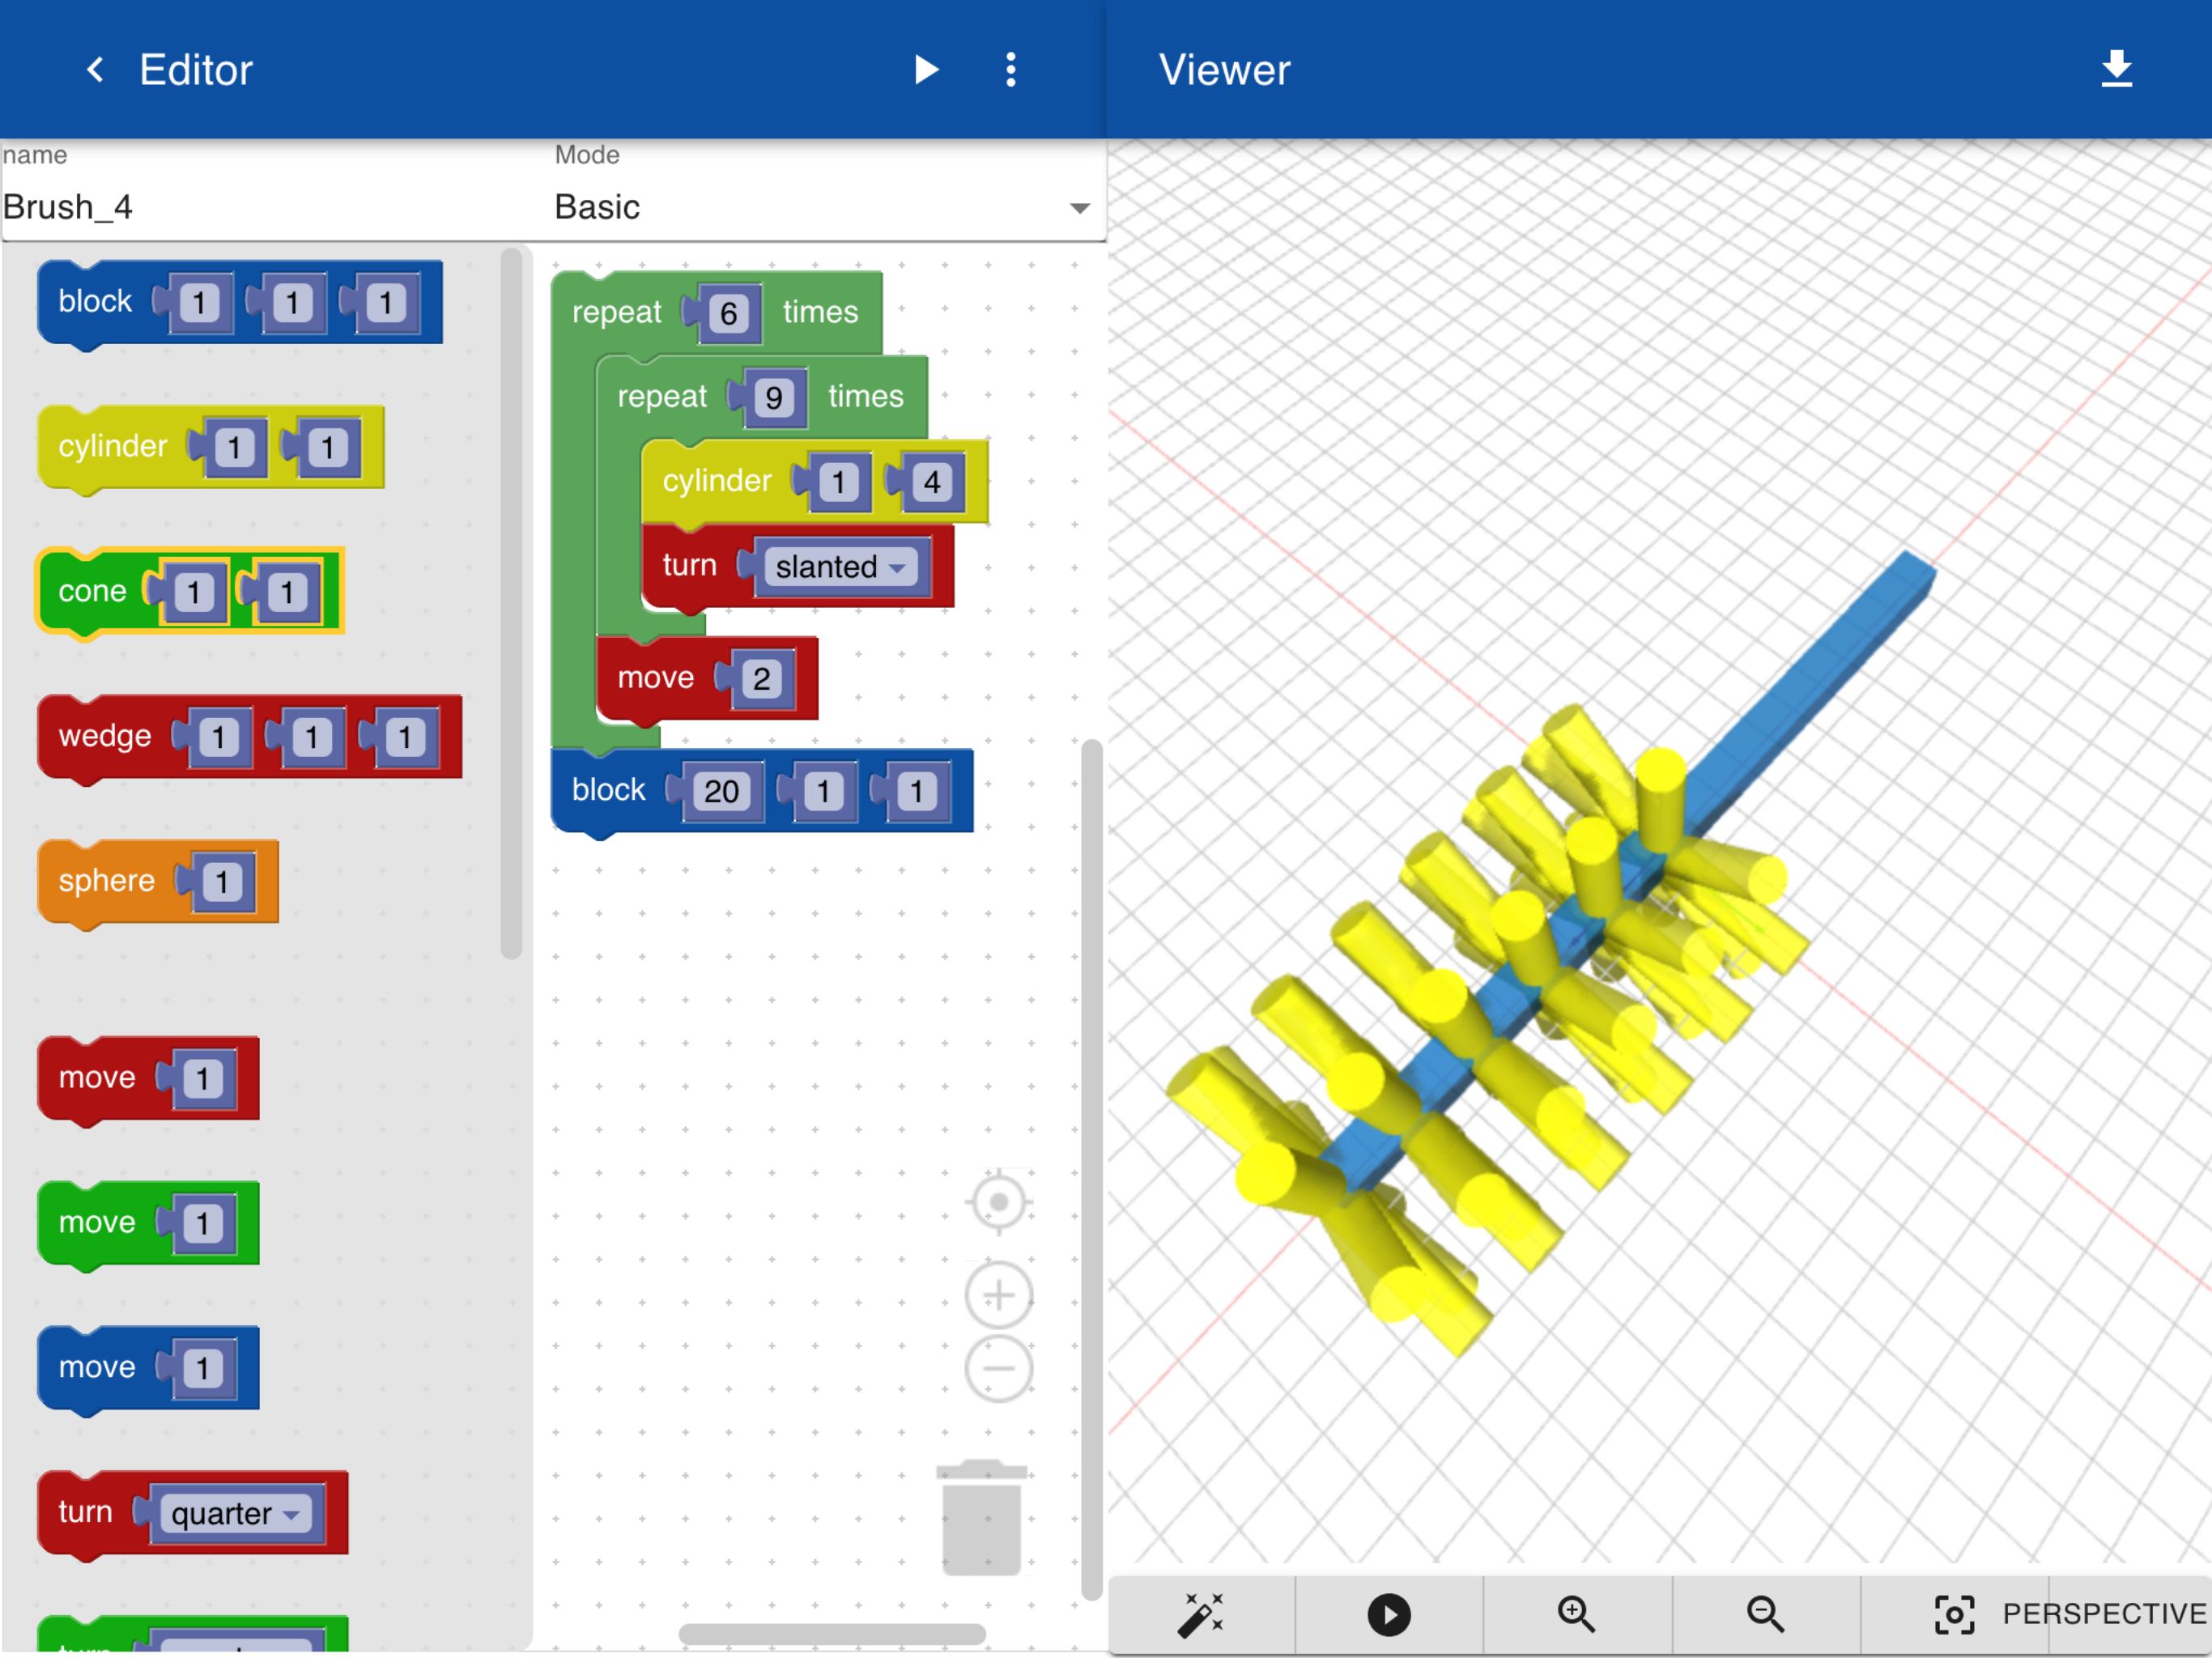 Editor
Viewer
name
Brush_4
Mode
Basic
block 1 1 1
cylinder 1 1
cone 1 1
wedge 1 1 1
sphere 1
move 1
move 1
move 1
turn quarter
repeat 6 times
repeat 9 times
cylinder 1 4
turn slanted
move 2
block 20 1 1
PERSPECTIVE